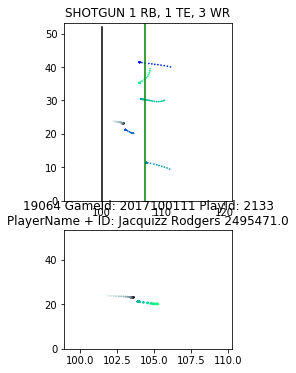 SHOTGUN 1 RB, 1 TE, 3 WR
50
40
30
20
10
0
100 110 120
19064 GameId: 2017100111 PlayId: 2133
PlayerName + ID: Jacquizz Rodgers 2495471.0
40
20
0
100.0 102.5 105.0 107.5 110.0